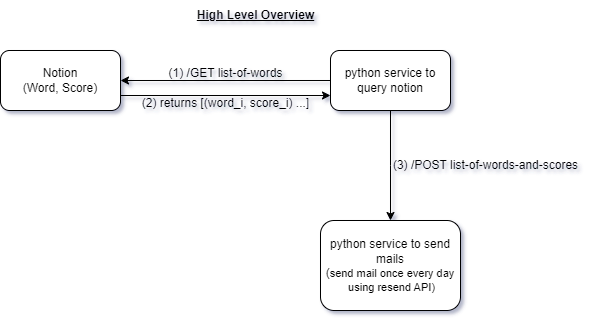 High Level Overview
Notion
(Word, Score)
(1) /GET list-of-words
(2) returns [(word_i, score_i) ...]
python service to
query notion
(3) /POST list-of-words-and-scores
python service to send
mails
(send mail once every day
using resend API)